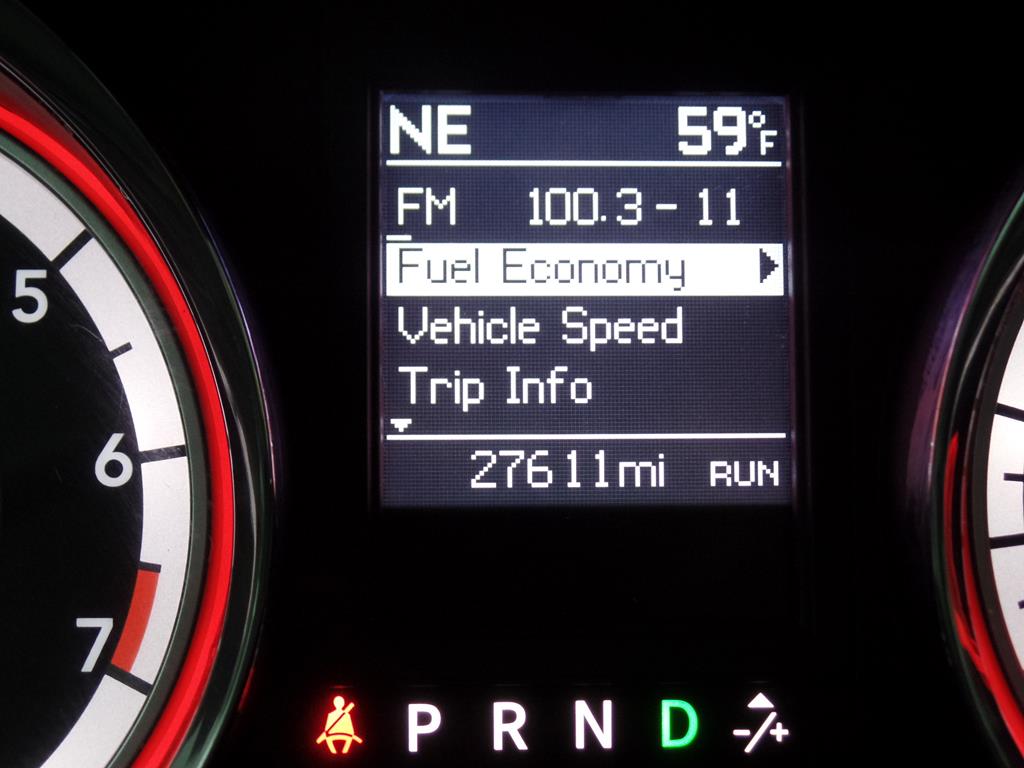 NE 59°F
FM 100.3-11
Fuel Economy
Vehicle Speed
Trip Info
27611mi RUN
5
6
7
P R N D -/+